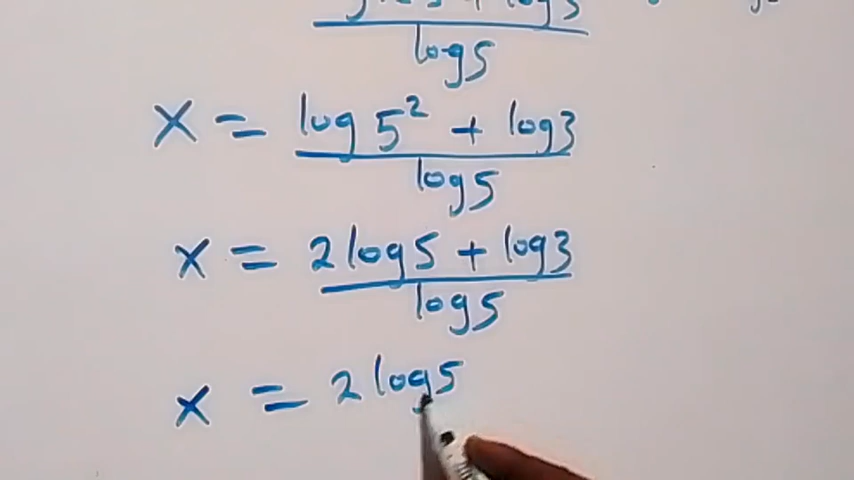 log5
x = log 5² + log3
log5
x = 2log5 + log3
log5
x = 2log5